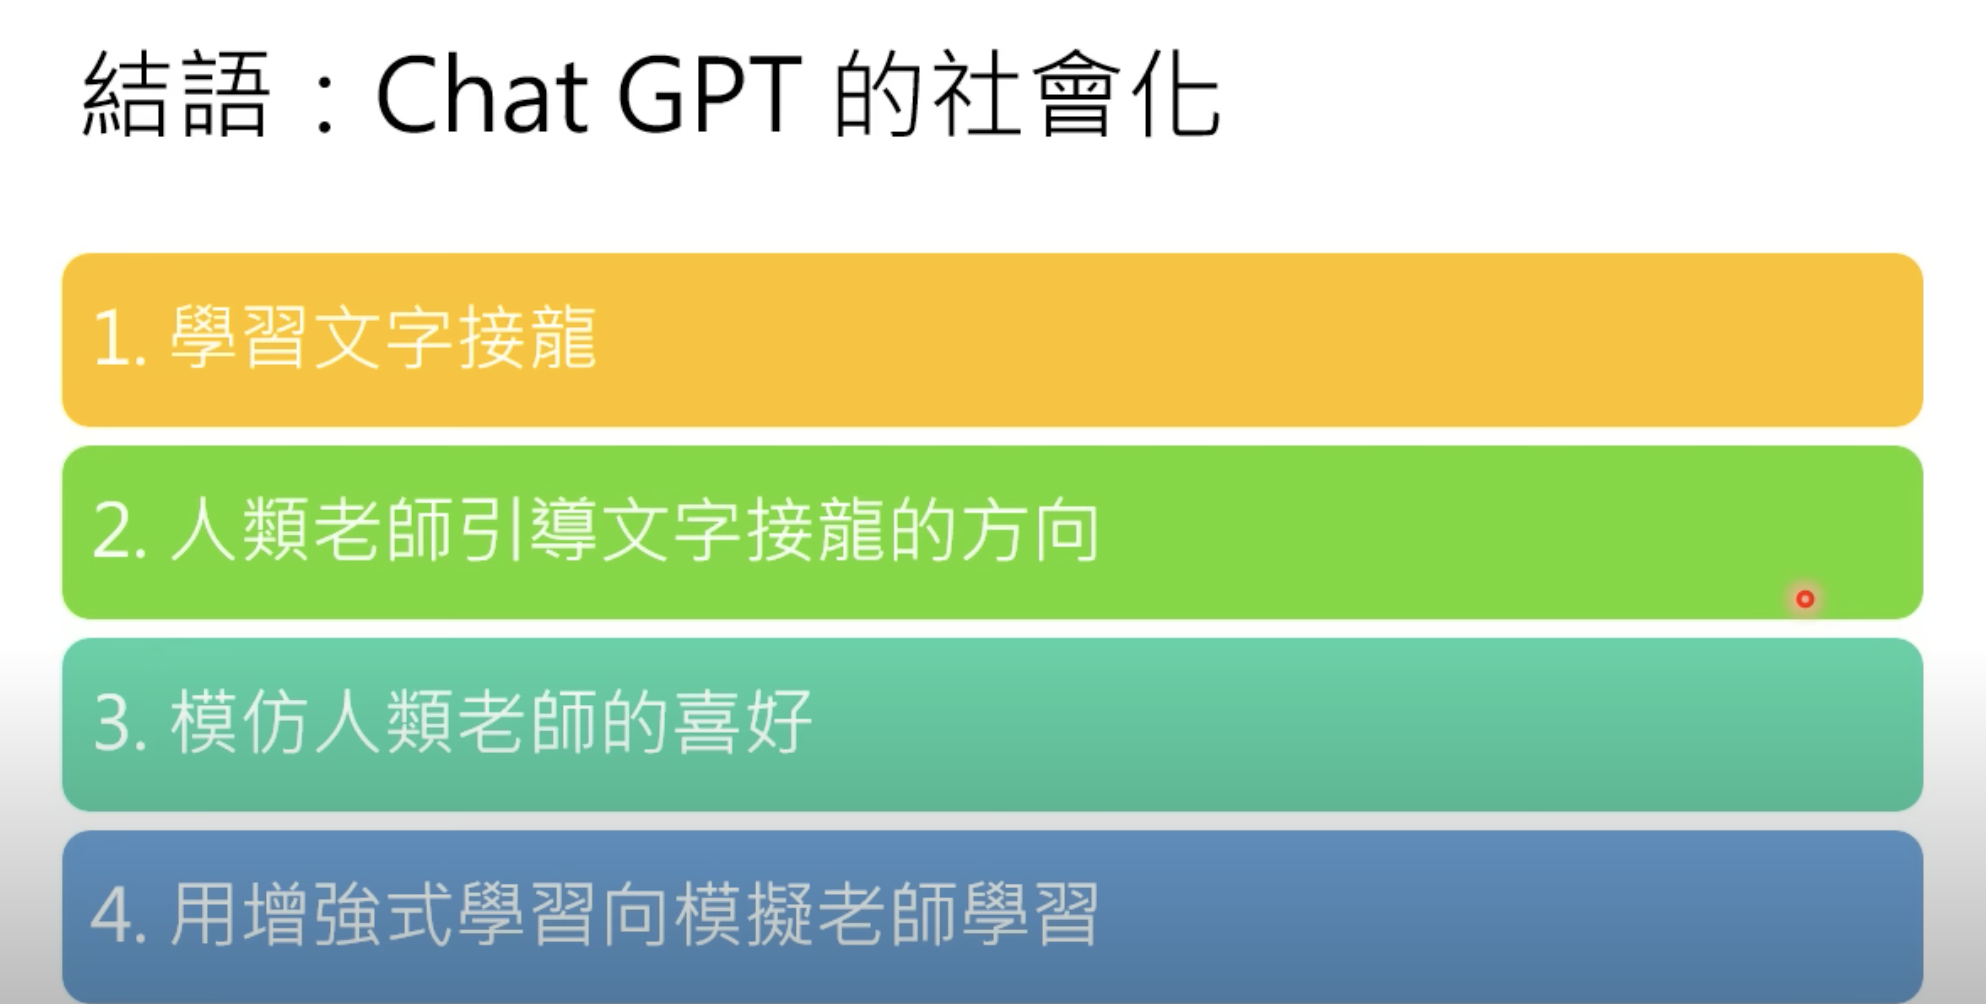 結語：Chat GPT 的社會化
1. 學習文字接龍
2. 人類老師引導文字接龍的方向
3. 模仿人類老師的喜好
4. 用增強式學習向模擬老師學習